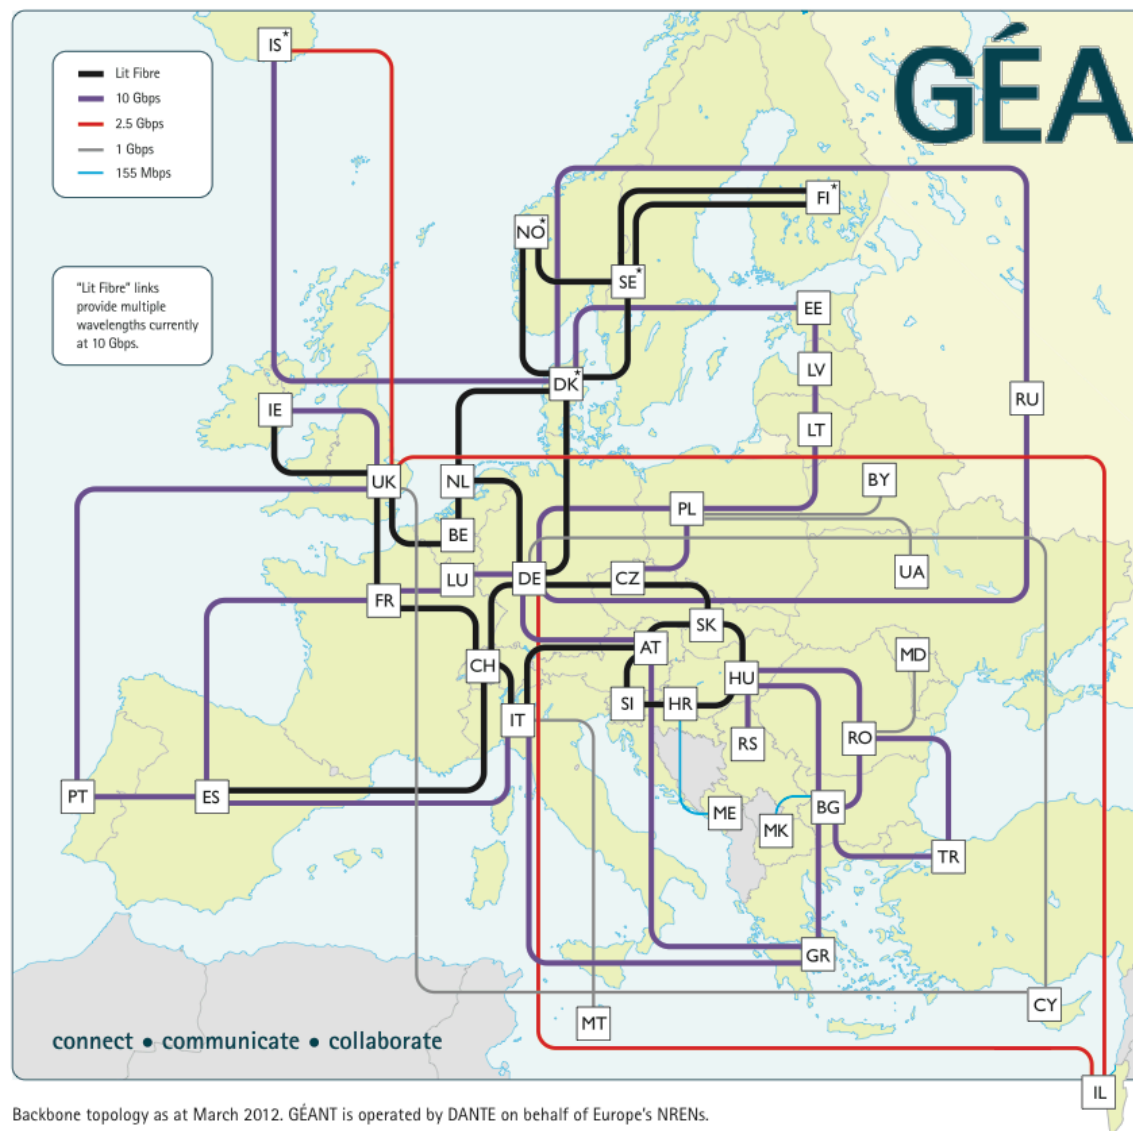 GÉA
IS*
Lit Fibre
10 Gbps
2.5 Gbps
1 Gbps
155 Mbps
FI*
NO*
SE*
"Lit Fibre" links
provide multiple
wavelengths currently
at 10 Gbps.
EE
LV
DK*
RU
IE
LT
UK
NL
BY
PL
BE
UA
LU
DE
CZ
FR
SK
AT
MD
CH
HU
SI
HR
IT
RS
RO
PT
ES
BG
ME
MK
TR
GR
CY
MT
connect • communicate • collaborate
IL
Backbone topology as at March 2012. GÉANT is operated by DANTE on behalf of Europe's NRENs.